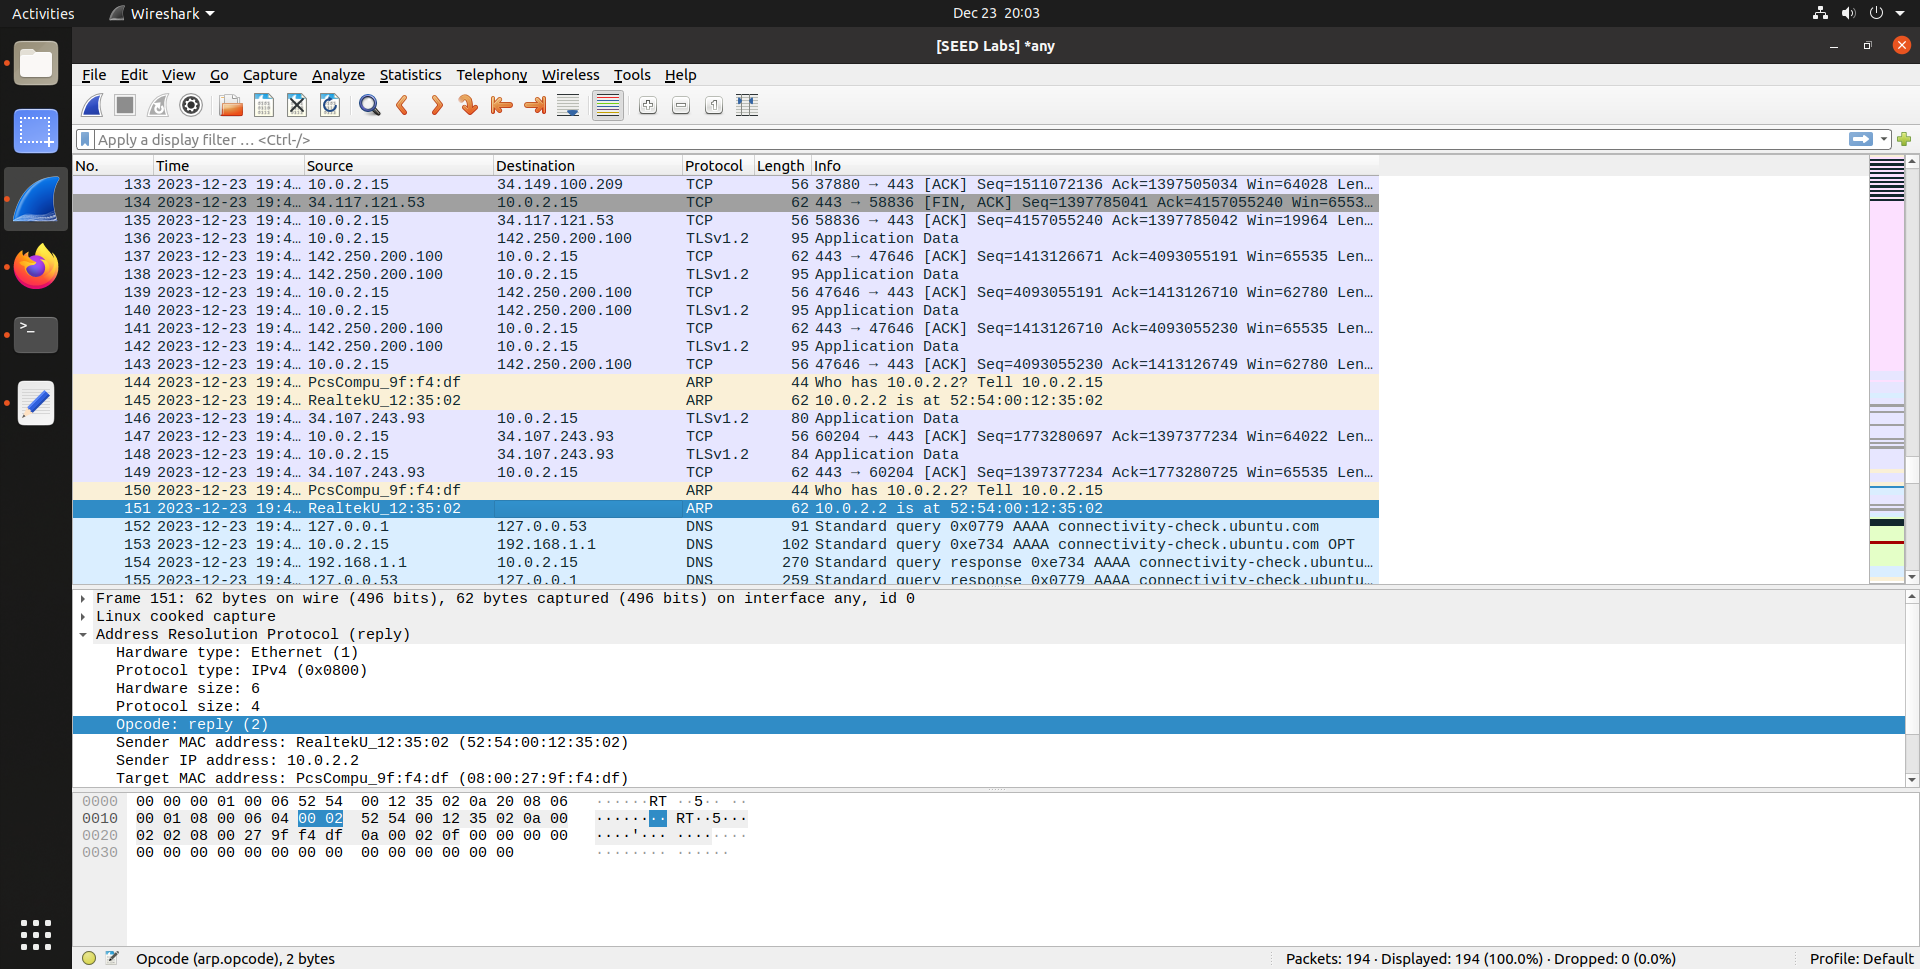 Activities Wireshark Dec 23 20:03
[SEED Labs] *any
File Edit View Go Capture Analyze Statistics Telephony Wireless Tools Help
Apply a display filter … <Ctrl-/>
No. Time Source Destination Protocol Length Info
133 2023-12-23 19:4… 10.0.2.15 34.149.100.209 TCP 56 37880 → 443 [ACK] Seq=1511072136 Ack=1397505034 Win=64028 Len…
134 2023-12-23 19:4… 34.117.121.53 10.0.2.15 TCP 62 443 → 58836 [FIN, ACK] Seq=1397785041 Ack=4157055240 Win=6553…
135 2023-12-23 19:4… 10.0.2.15 34.117.121.53 TCP 56 58836 → 443 [ACK] Seq=4157055240 Ack=1397785042 Win=19964 Len…
136 2023-12-23 19:4… 10.0.2.15 142.250.200.100 TLSv1.2 95 Application Data
137 2023-12-23 19:4… 142.250.200.100 10.0.2.15 TCP 62 443 → 47646 [ACK] Seq=1413126671 Ack=4093055191 Win=65535 Len…
138 2023-12-23 19:4… 142.250.200.100 10.0.2.15 TLSv1.2 95 Application Data
139 2023-12-23 19:4… 10.0.2.15 142.250.200.100 TCP 56 47646 → 443 [ACK] Seq=4093055191 Ack=1413126710 Win=62780 Len…
140 2023-12-23 19:4… 10.0.2.15 142.250.200.100 TLSv1.2 95 Application Data
141 2023-12-23 19:4… 142.250.200.100 10.0.2.15 TCP 62 443 → 47646 [ACK] Seq=1413126710 Ack=4093055230 Win=65535 Len…
142 2023-12-23 19:4… 142.250.200.100 10.0.2.15 TLSv1.2 95 Application Data
143 2023-12-23 19:4… 10.0.2.15 142.250.200.100 TCP 56 47646 → 443 [ACK] Seq=4093055230 Ack=1413126749 Win=62780 Len…
144 2023-12-23 19:4… PcsCompu_9f:f4:df ARP 44 Who has 10.0.2.2? Tell 10.0.2.15
145 2023-12-23 19:4… RealtekU_12:35:02 ARP 62 10.0.2.2 is at 52:54:00:12:35:02
146 2023-12-23 19:4… 34.107.243.93 10.0.2.15 TLSv1.2 80 Application Data
147 2023-12-23 19:4… 10.0.2.15 34.107.243.93 TCP 56 60204 → 443 [ACK] Seq=1773280697 Ack=1397377234 Win=64022 Len…
148 2023-12-23 19:4… 10.0.2.15 34.107.243.93 TLSv1.2 84 Application Data
149 2023-12-23 19:4… 34.107.243.93 10.0.2.15 TCP 62 443 → 60204 [ACK] Seq=1397377234 Ack=1773280725 Win=65535 Len…
150 2023-12-23 19:4… PcsCompu_9f:f4:df ARP 44 Who has 10.0.2.2? Tell 10.0.2.15
151 2023-12-23 19:4… RealtekU_12:35:02 ARP 62 10.0.2.2 is at 52:54:00:12:35:02
152 2023-12-23 19:4… 127.0.0.1 127.0.0.53 DNS 91 Standard query 0x0779 AAAA connectivity-check.ubuntu.com
153 2023-12-23 19:4… 10.0.2.15 192.168.1.1 DNS 102 Standard query 0xe734 AAAA connectivity-check.ubuntu.com OPT
154 2023-12-23 19:4… 192.168.1.1 10.0.2.15 DNS 270 Standard query response 0xe734 AAAA connectivity-check.ubuntu…
155 2023-12-23 19:4… 127.0.0.53 127.0.0.1 DNS 259 Standard query response 0x0779 AAAA connectivity-check.ubuntu…
Frame 151: 62 bytes on wire (496 bits), 62 bytes captured (496 bits) on interface any, id 0
Linux cooked capture
Address Resolution Protocol (reply)
Hardware type: Ethernet (1)
Protocol type: IPv4 (0x0800)
Hardware size: 6
Protocol size: 4
Opcode: reply (2)
Sender MAC address: RealtekU_12:35:02 (52:54:00:12:35:02)
Sender IP address: 10.0.2.2
Target MAC address: PcsCompu_9f:f4:df (08:00:27:9f:f4:df)
0000 00 00 00 01 00 06 52 54 00 12 35 02 0a 20 08 06 ······RT ··5·· ··
0010 00 01 08 00 06 04 00 02 52 54 00 12 35 02 0a 00 ········ RT··5···
0020 02 02 08 00 27 9f f4 df 0a 00 02 0f 00 00 00 00 ····'··· ········
0030 00 00 00 00 00 00 00 00 00 00 00 00 00 00 ········ ······
Opcode (arp.opcode), 2 bytes Packets: 194 · Displayed: 194 (100.0%) · Dropped: 0 (0.0%) Profile: Default